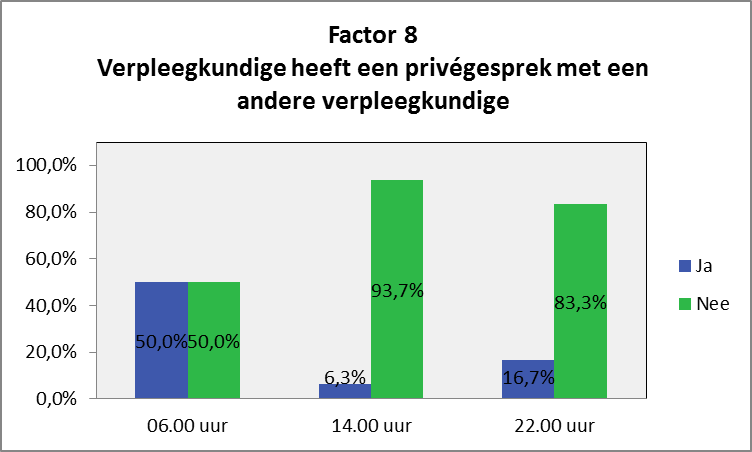 Factor 8
Verpleegkundige heeft een privégesprek met een
andere verpleegkundige
100,0%
80,0%
60,0%
40,0%
20,0%
0,0%
50,0% 50,0%
6,3%
93,7%
16,7%
83,3%
06.00 uur
14.00 uur
22.00 uur
Ja
Nee